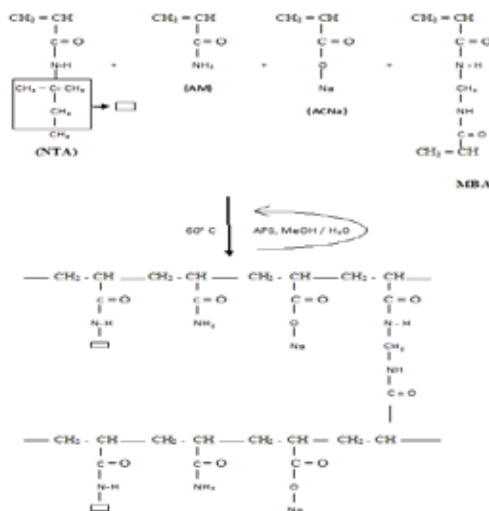 CH₂=CH CH₂=CH CH₂=CH CH₂=CH
C=O C=O C=O C=O
N-H + NH₂ + O + N-H
CH₃-C-CH₃ (AM) Na CH₂
CH₂ (ACNa) NH
CH₃ C=O
(NTA) CH₂=CH
MBA
60° C APS, MeOH / H₂O
— CH₂-CH — CH₂-CH — CH₂-CH — CH₂-CH —
C=O C=O C=O C=O
N-H NH₂ O N-H
Na CH₂
NH
C=O
— CH₂-CH — CH₂-CH — CH₂-CH — CH₂-CH —
C=O C=O C=O
N-H NH₂ O
Na